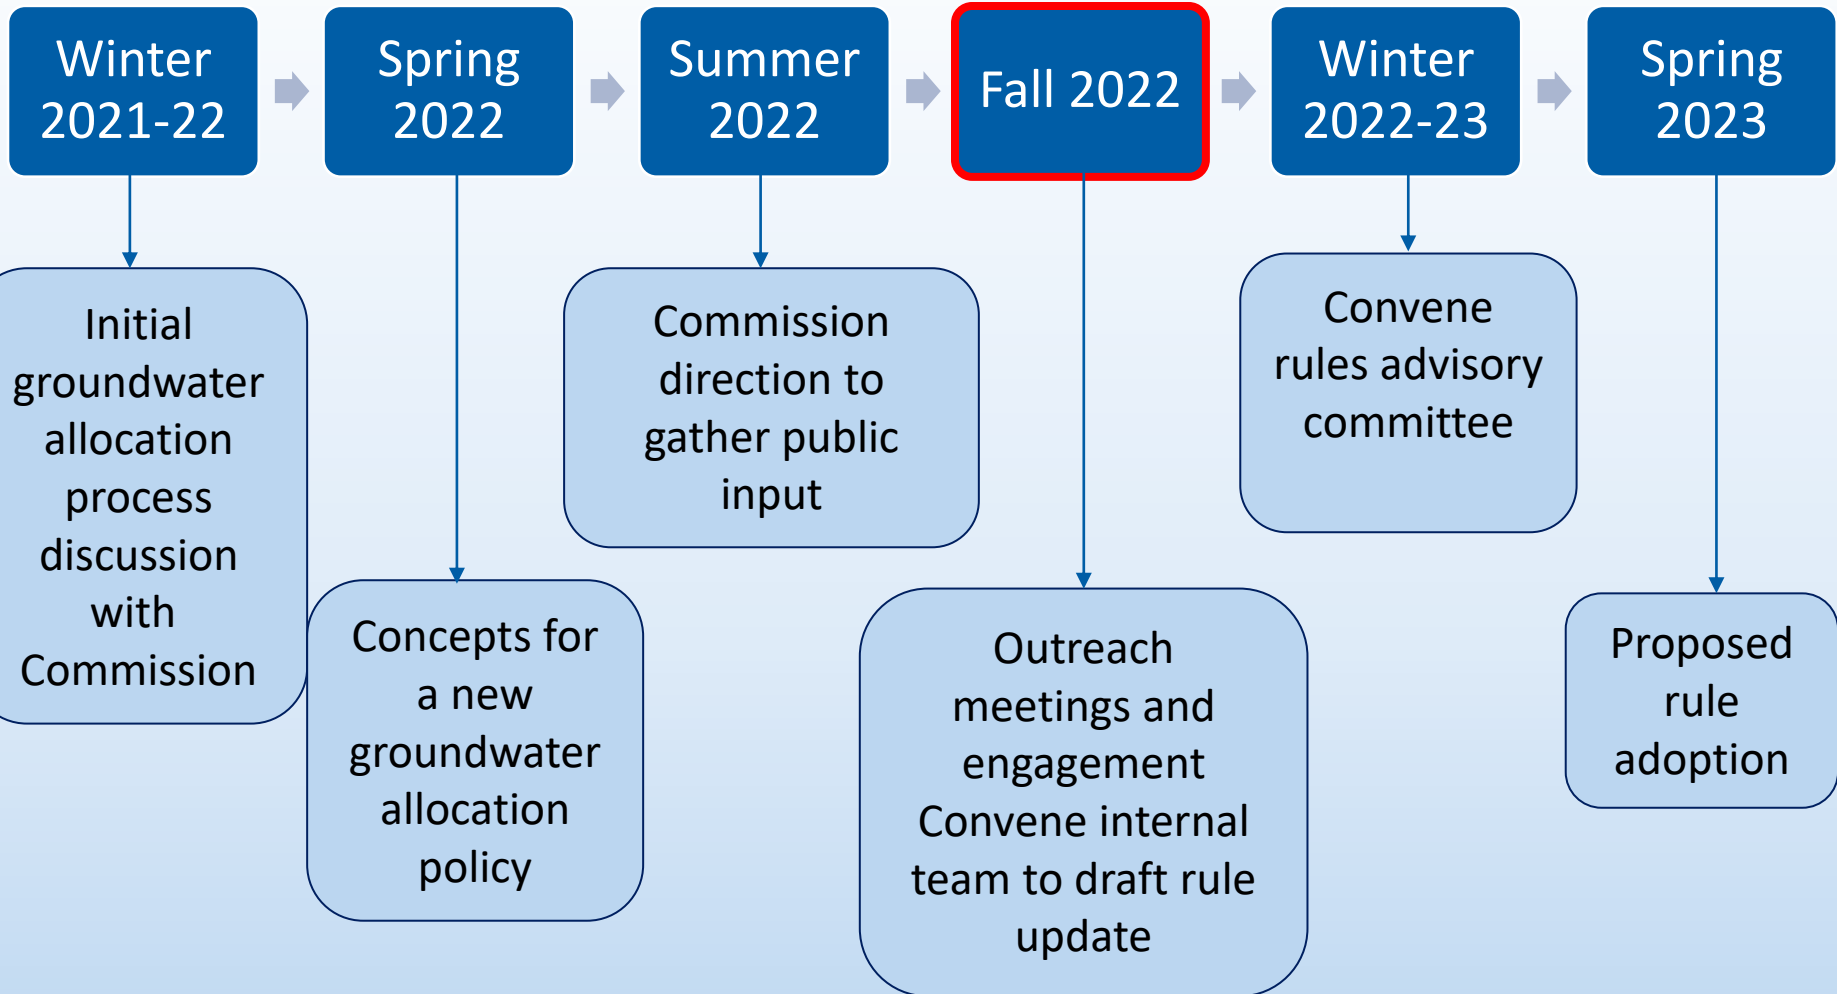 Winter
2021-22
Spring
2022
Summer
2022
Fall 2022
Winter
2022-23
Spring
2023
Initial
groundwater
allocation
process
discussion
with
Commission
Concepts for
a new
groundwater
allocation
policy
Commission
direction to
gather public
input
Outreach
meetings and
engagement
Convene internal
team to draft rule
update
Convene
rules advisory
committee
Proposed
rule
adoption